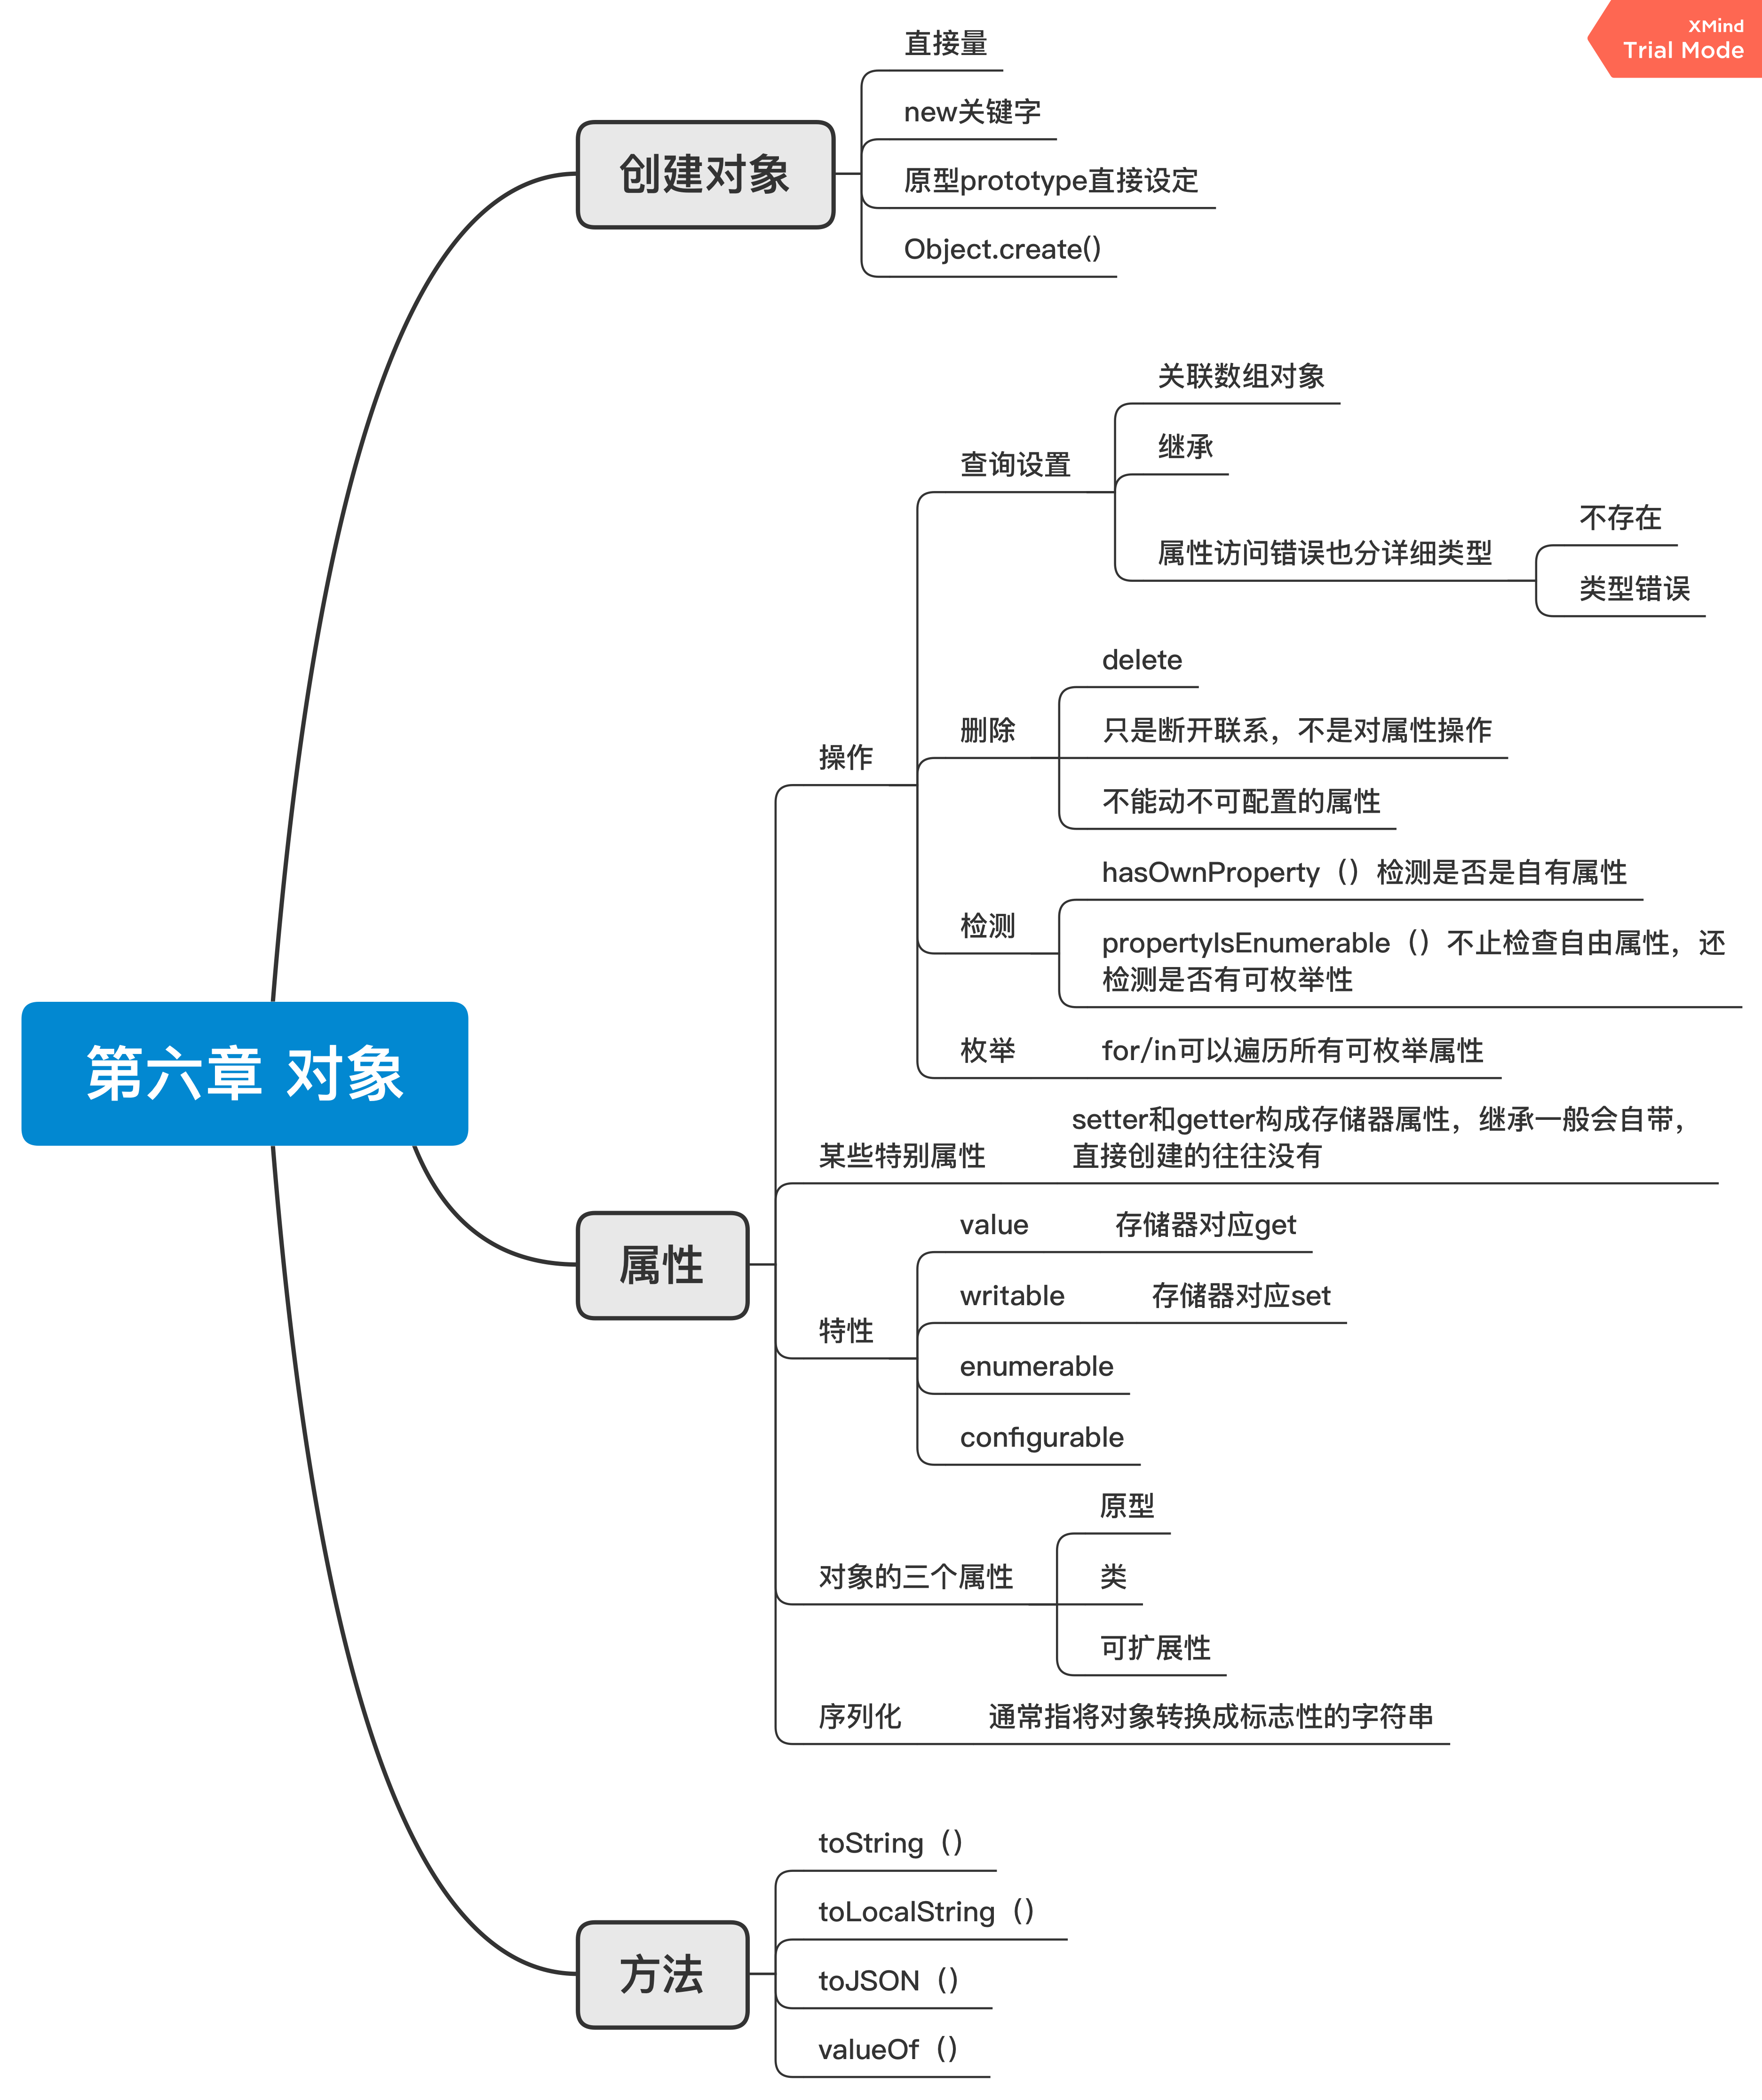 XMind
Trial Mode
第六章 对象
创建对象
直接量
new关键字
原型prototype直接设定
Object.create()
属性
操作
查询设置
关联数组对象
继承
属性访问错误也分详细类型
不存在
类型错误
删除
delete
只是断开联系，不是对属性操作
不能动不可配置的属性
检测
hasOwnProperty（）检测是否是自有属性
propertyIsEnumerable（）不止检查自由属性，还
检测是否有可枚举性
枚举
for/in可以遍历所有可枚举属性
某些特别属性
setter和getter构成存储器属性，继承一般会自带，
直接创建的往往没有
特性
value
存储器对应get
writable
存储器对应set
enumerable
configurable
对象的三个属性
原型
类
可扩展性
序列化
通常指将对象转换成标志性的字符串
方法
toString（）
toLocalString（）
toJSON（）
valueOf（）